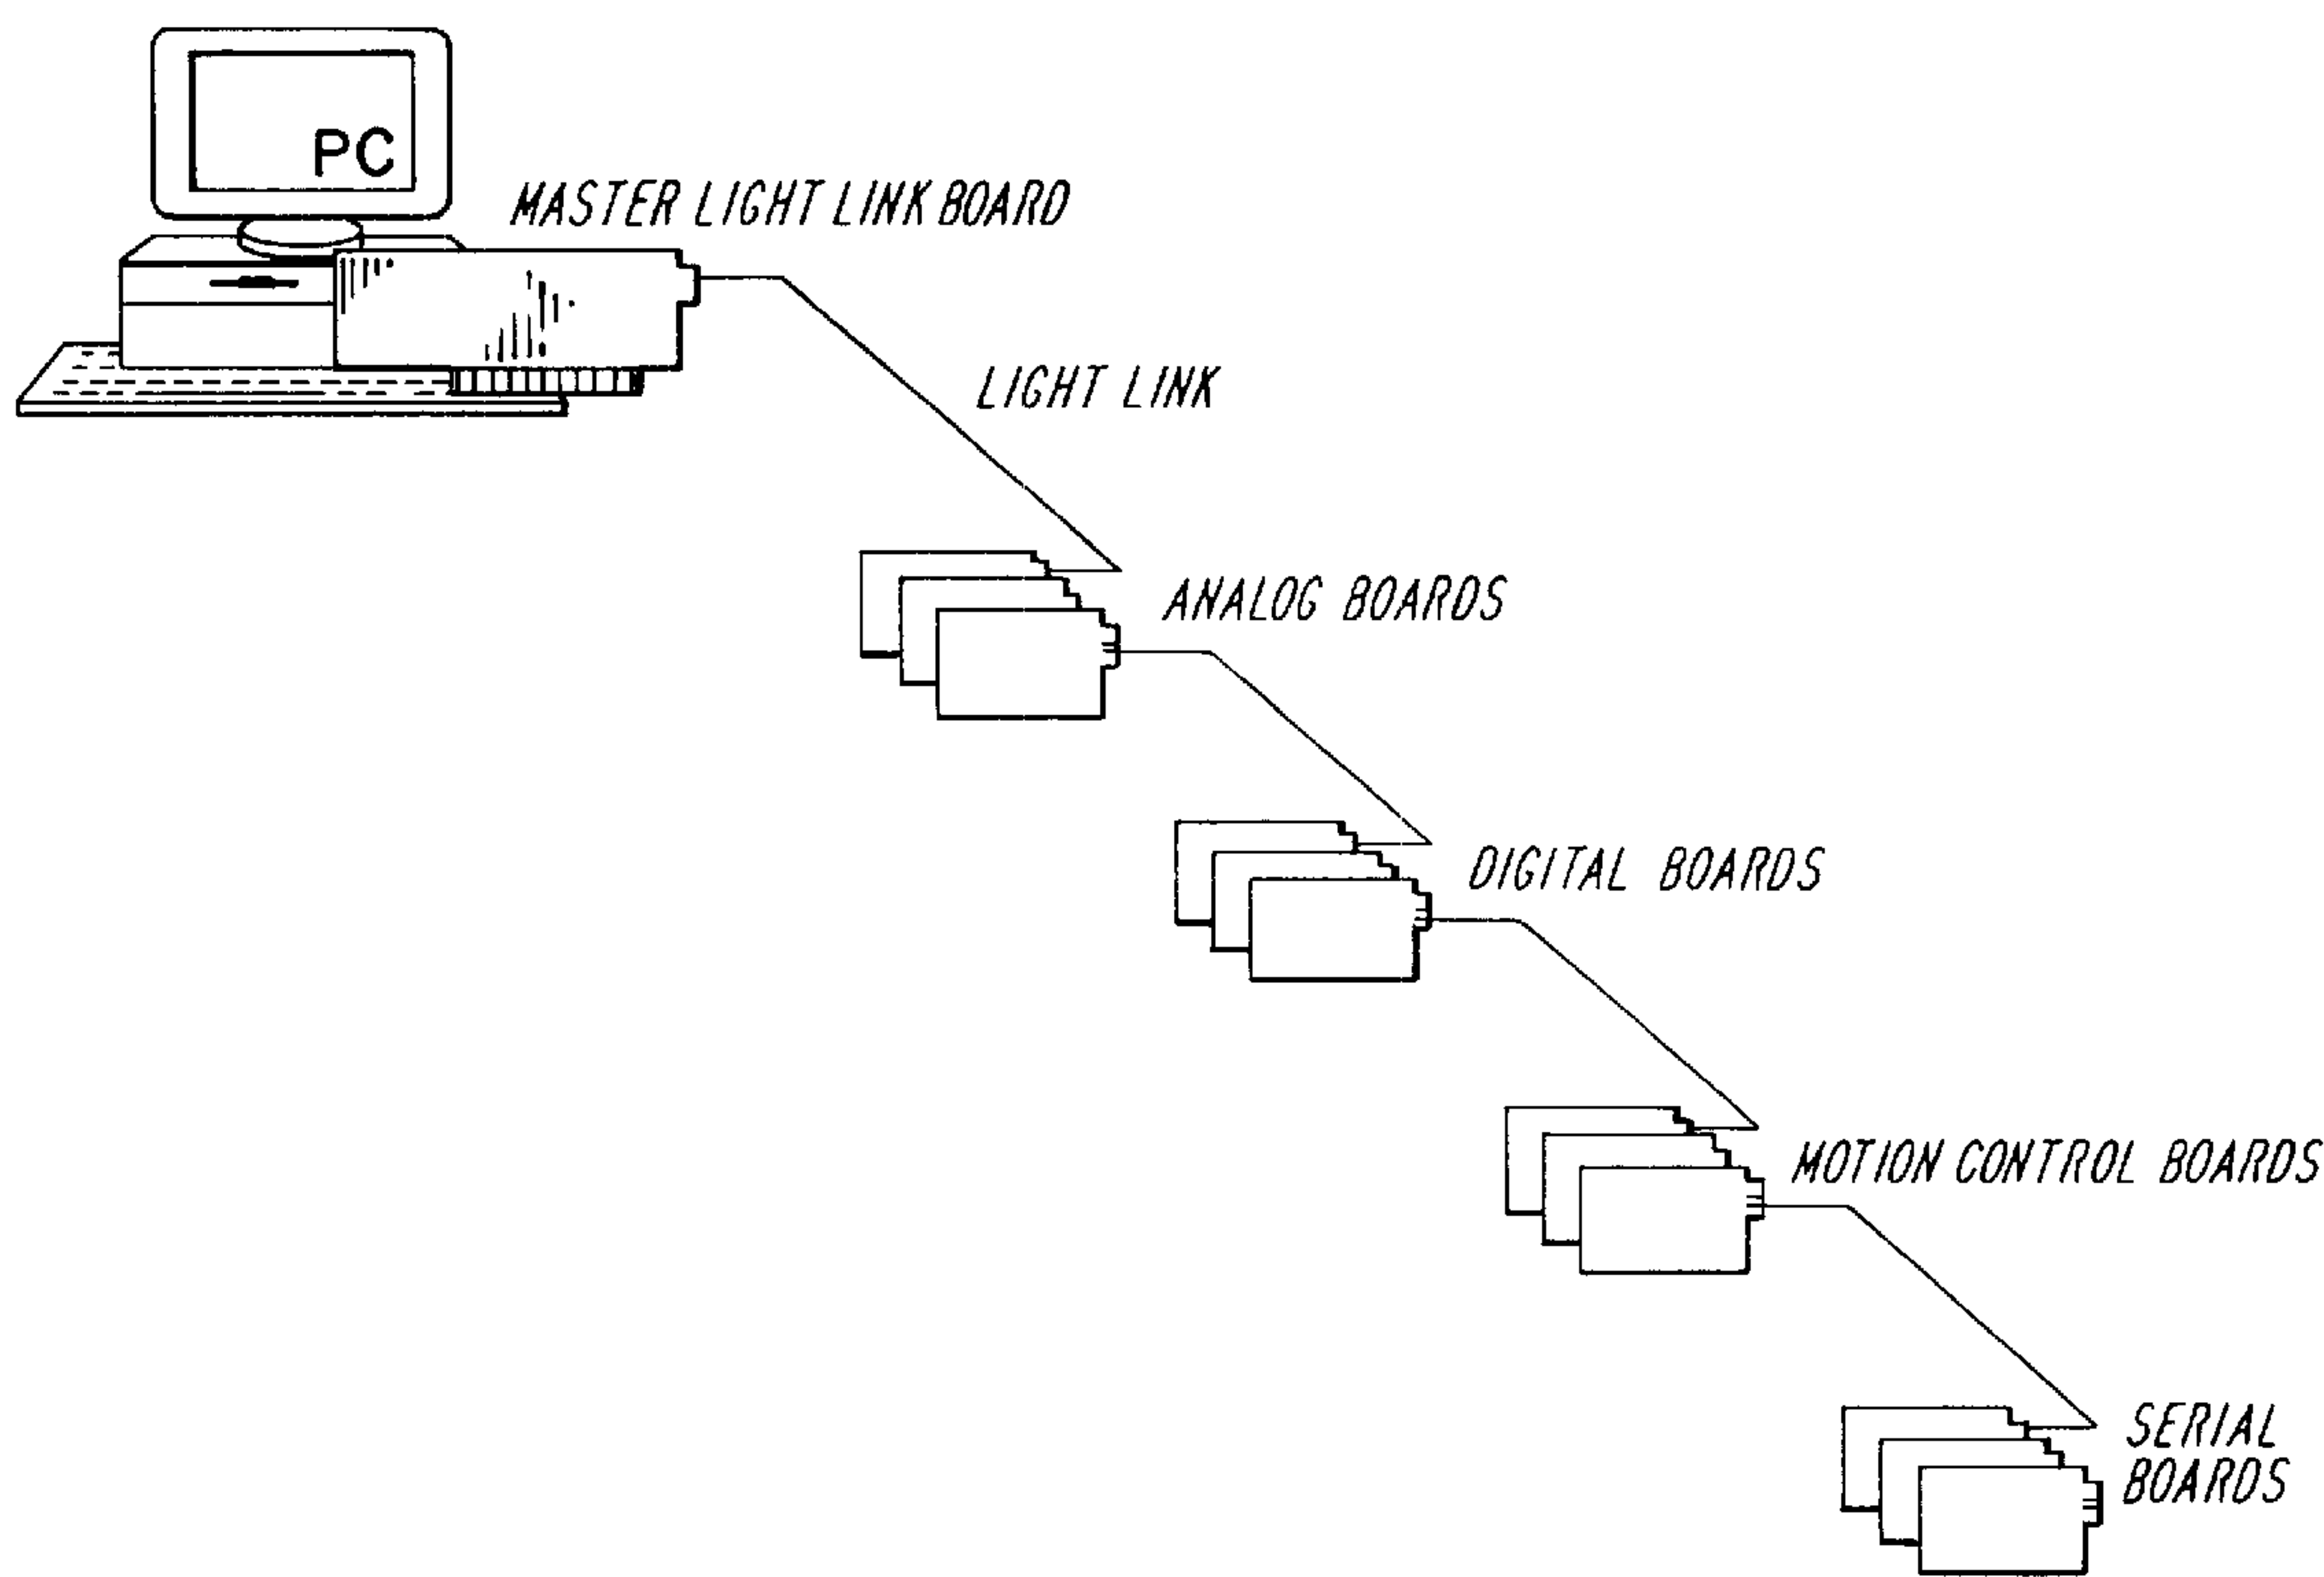 PC
MASTER LIGHT LINK BOARD
LIGHT LINK
ANALOG BOARDS
DIGITAL BOARDS
MOTION CONTROL BOARDS
SERIAL
BOARDS